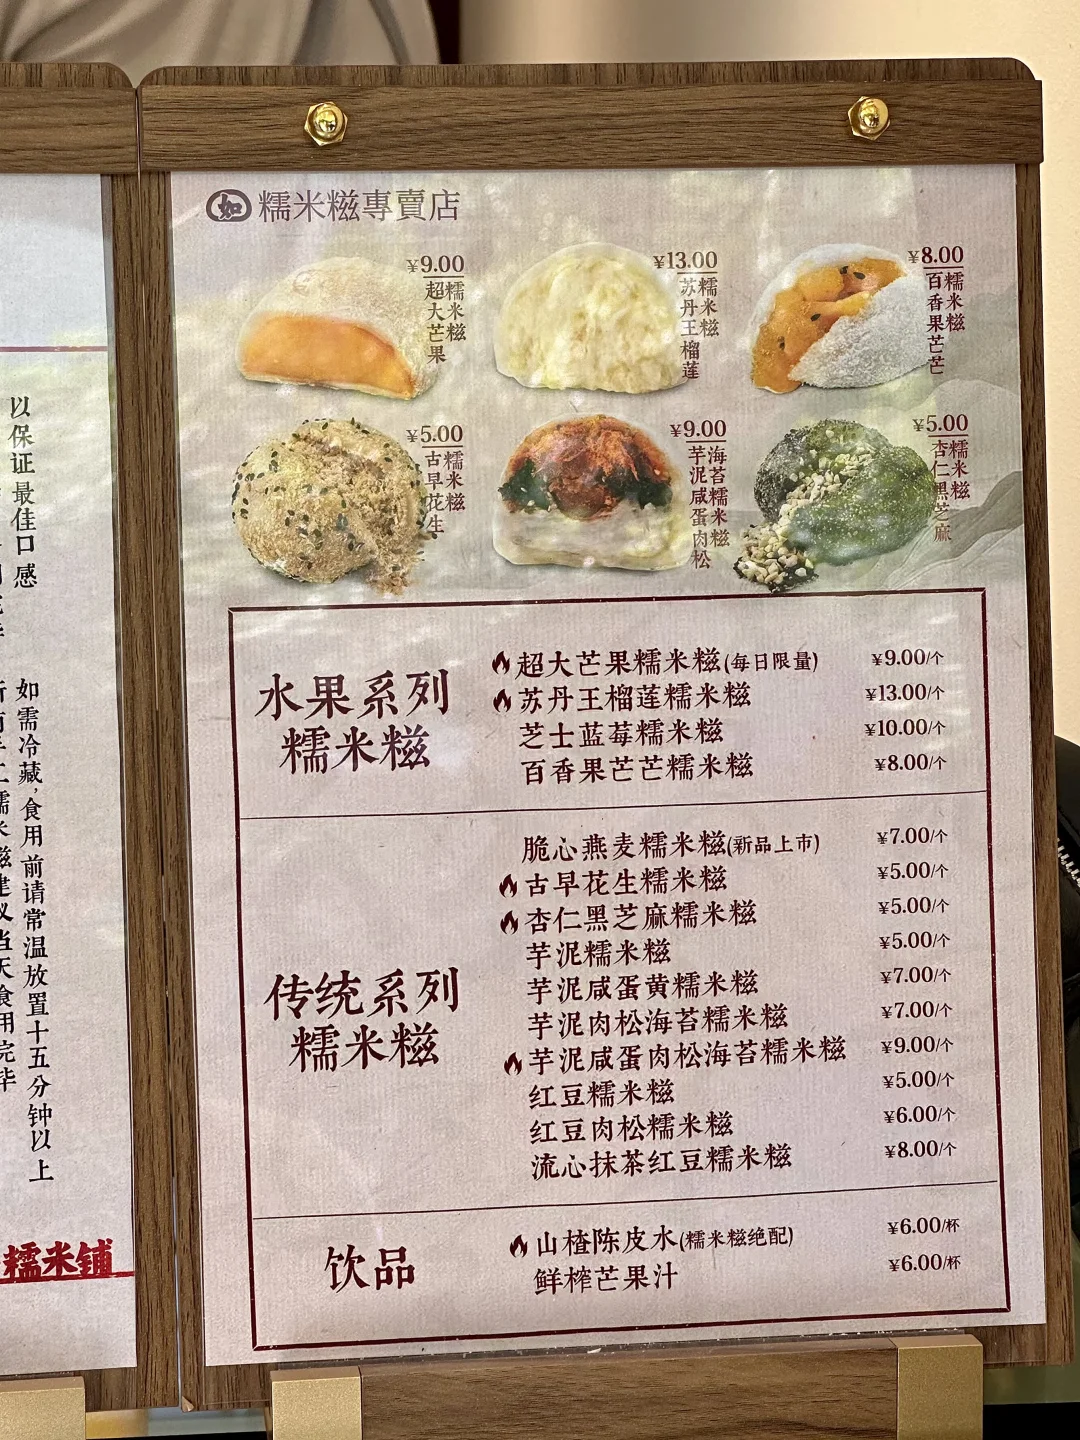 如 糯米糍專賣店
¥9.00
糯米糍
超大芒果
¥13.00
糯米糍
苏丹王榴莲
¥8.00
糯米糍
百香果芒芒
¥5.00
糯米糍
古早花生
¥9.00
海苔糯米糍
芋泥咸蛋肉松
¥5.00
糯米糍
杏仁黑芝麻
水果系列
糯米糍
超大芒果糯米糍(每日限量) ¥9.00/个
苏丹王榴莲糯米糍 ¥13.00/个
芝士蓝莓糯米糍 ¥10.00/个
百香果芒芒糯米糍 ¥8.00/个
传统系列
糯米糍
脆心燕麦糯米糍(新品上市) ¥7.00/个
古早花生糯米糍 ¥5.00/个
杏仁黑芝麻糯米糍 ¥5.00/个
芋泥糯米糍 ¥5.00/个
芋泥咸蛋黄糯米糍 ¥7.00/个
芋泥肉松海苔糯米糍 ¥7.00/个
芋泥咸蛋肉松海苔糯米糍 ¥9.00/个
红豆糯米糍 ¥5.00/个
红豆肉松糯米糍 ¥6.00/个
流心抹茶红豆糯米糍 ¥8.00/个
饮品
山楂陈皮水(糯米糍绝配) ¥6.00/杯
鲜榨芒果汁 ¥6.00/杯
以保证最佳口感
如需冷藏,食用前请常温放置十五分钟以上
糯米糍建议当天食用完毕
糯米铺